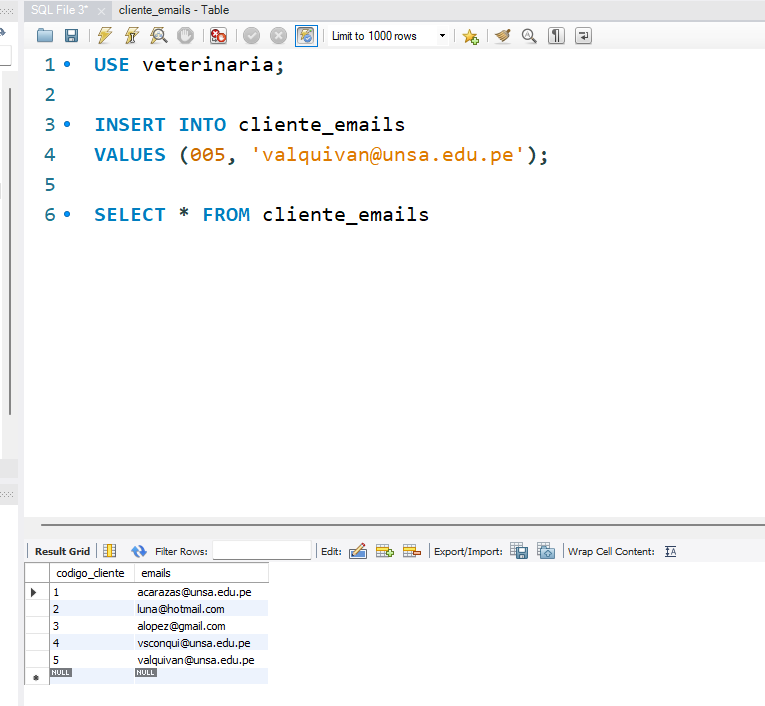 SQL File 3* × cliente_emails - Table
Limit to 1000 rows
1 USE veterinaria;
2
3 INSERT INTO cliente_emails
4 VALUES (005, 'valquivan@unsa.edu.pe');
5
6 SELECT * FROM cliente_emails
Result Grid Filter Rows: Edit: Export/Import: Wrap Cell Content: IA
codigo_cliente emails
1 acarazas@unsa.edu.pe
2 luna@hotmail.com
3 alopez@gmail.com
4 vsconqui@unsa.edu.pe
5 valquivan@unsa.edu.pe
NULL NULL